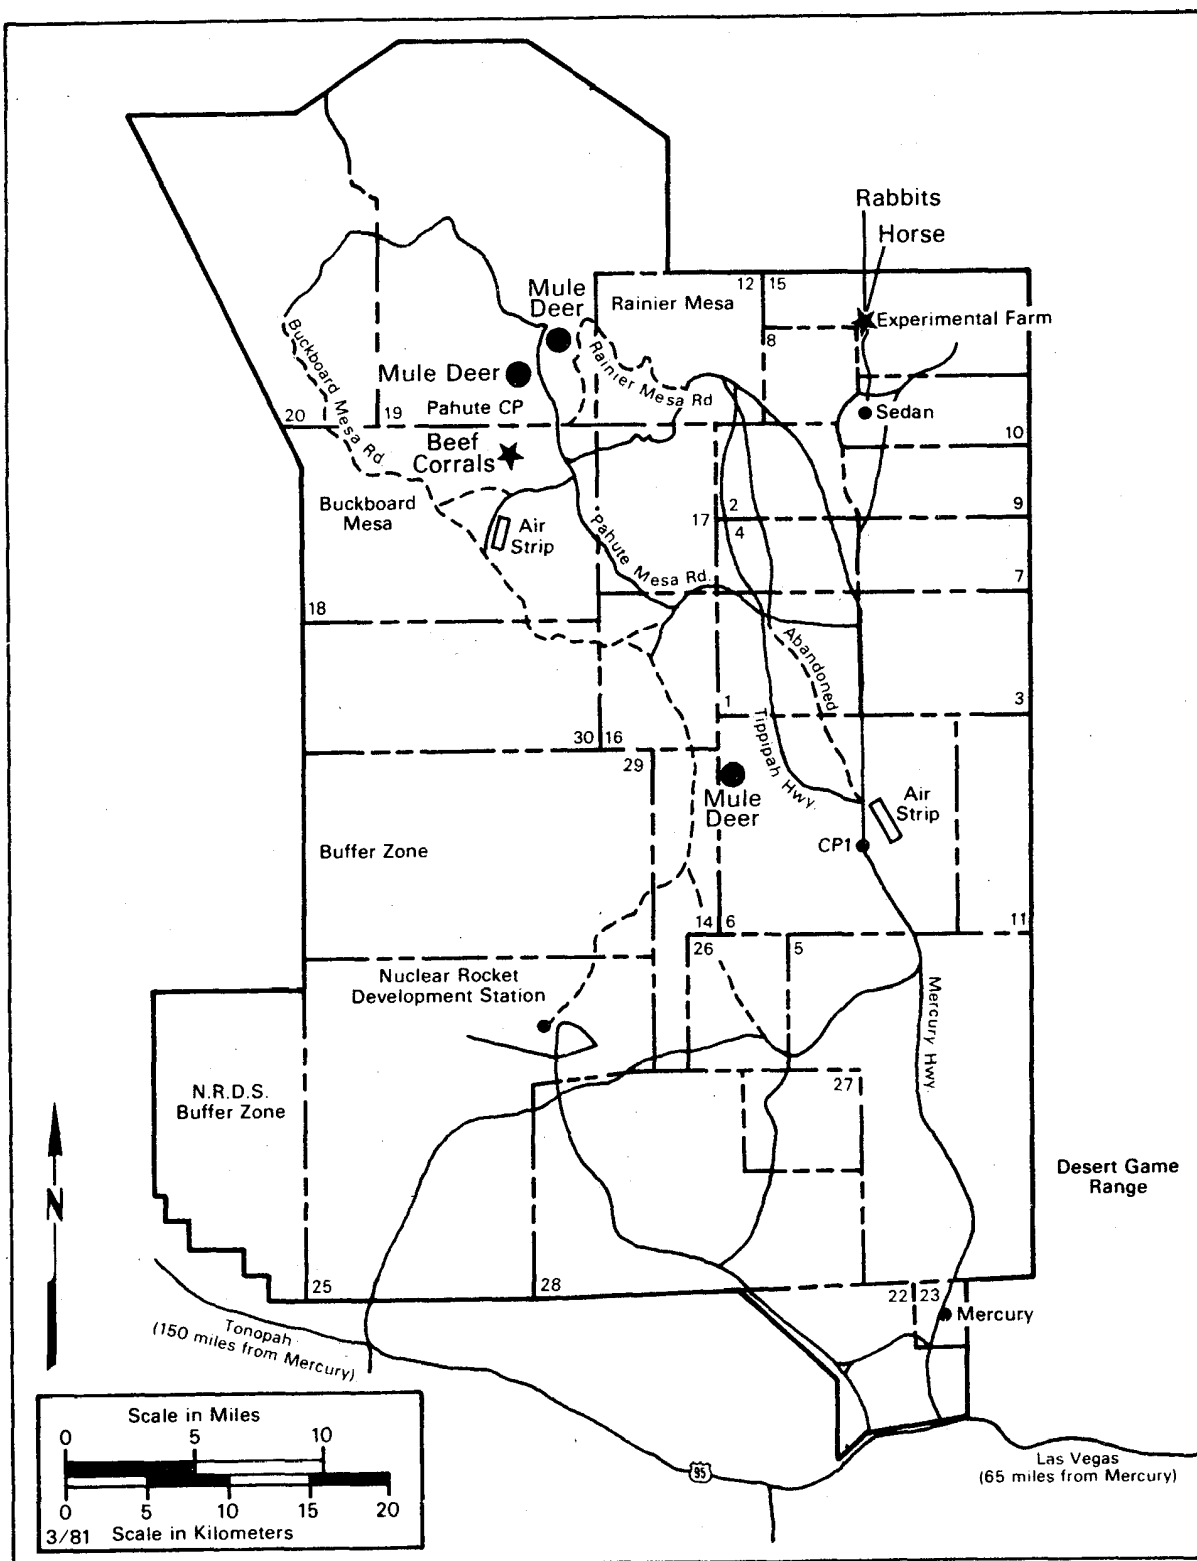 Rabbits
Horse
Mule
Deer
12
15
Rainier Mesa
Experimental Farm
8
Buckboard Mesa Rd.
Mule Deer
Rainier Mesa Rd
20
19
Pahute CP
Sedan
10
Beef
Corrals
Buckboard
Mesa
Air
Strip
17
2
4
9
Pahute Mesa Rd.
7
18
Abandoned
1
3
Tippipah Hwy.
30
16
29
Mule
Deer
Air
Strip
CP1
Buffer Zone
14
6
11
26
5
Nuclear Rocket
Development Station
Mercury Hwy.
N.R.D.S.
Buffer Zone
27
N
Desert Game
Range
25
28
22
23
Mercury
Tonopah
(150 miles from Mercury)
Scale in Miles
0 5 10
0 5 10 15 20
3/81 Scale in Kilometers
95
Las Vegas
(65 miles from Mercury)